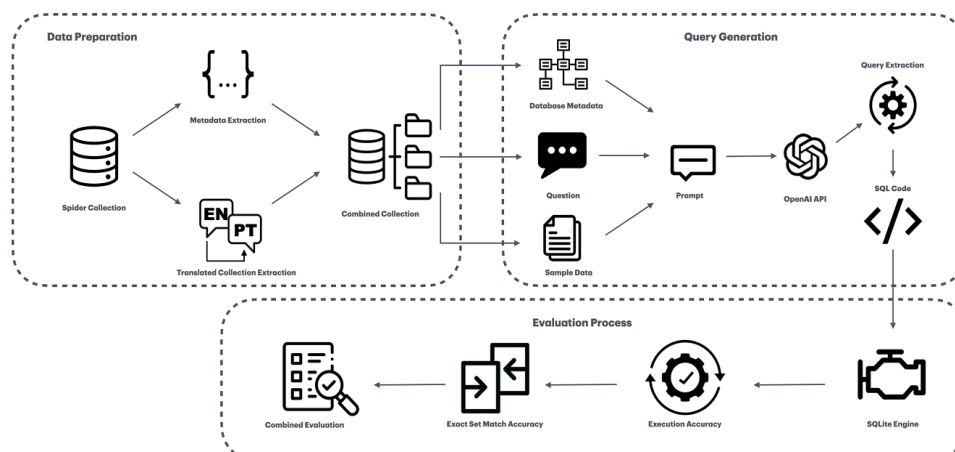 Data Preparation
{...}
Metadata Extraction
Spider Collection
EN
PT
Translated Collection Extraction
Combined Collection
Query Generation
Database Metadata
Question
Sample Data
Prompt
OpenAI API
Query Extraction
SQL Code
</>
Evaluation Process
Combined Evaluation
Exact Set Match Accuracy
Execution Accuracy
SQLite Engine